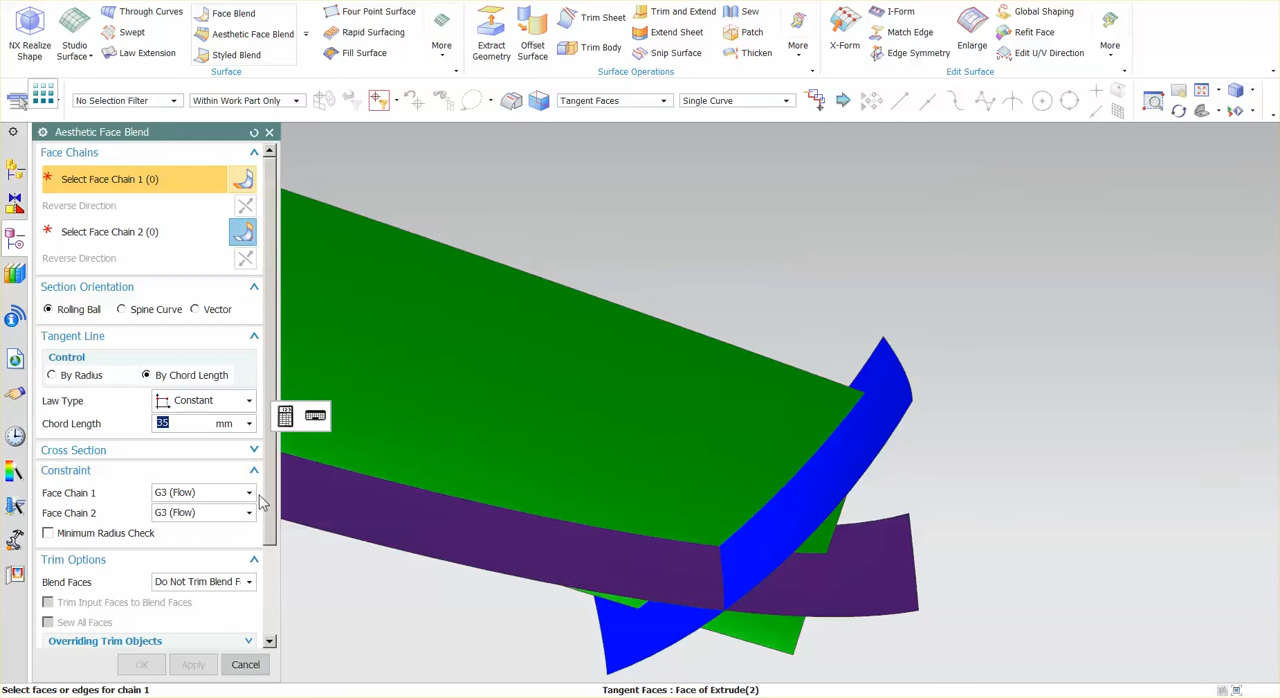 NX Realize Shape
Studio Surface
Through Curves
Swept
Law Extension
Face Blend
Aesthetic Face Blend
Styled Blend
Four Point Surface
Rapid Surfacing
Fill Surface
More
Surface
Extract Geometry
Offset Surface
Trim Sheet
Trim Body
Trim and Extend
Extend Sheet
Snip Surface
Sew
Patch
Thicken
More
Surface Operations
X-Form
I-Form
Match Edge
Edge Symmetry
Enlarge
Global Shaping
Refit Face
Edit U/V Direction
More
Edit Surface
No Selection Filter
Within Work Part Only
Tangent Faces
Single Curve
Aesthetic Face Blend
Face Chains
* Select Face Chain 1 (0)
Reverse Direction
* Select Face Chain 2 (0)
Reverse Direction
Section Orientation
Rolling Ball Spine Curve Vector
Tangent Line
Control
By Radius By Chord Length
Law Type Constant
Chord Length 35 mm
Cross Section
Constraint
Face Chain 1 G3 (Flow)
Face Chain 2 G3 (Flow)
Minimum Radius Check
Trim Options
Blend Faces Do Not Trim Blend F
Trim Input Faces to Blend Faces
Sew All Faces
Overriding Trim Objects
OK Apply Cancel
Select faces or edges for chain 1
Tangent Faces : Face of Extrude(2)